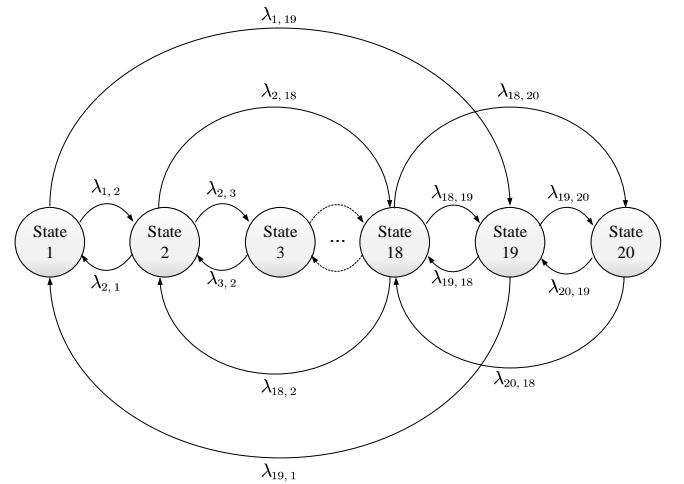 λ1, 19
λ2, 18
λ18, 20
λ1, 2
λ2, 3
λ18, 19
λ19, 20
State
1
State
2
State
3
...
State
18
State
19
State
20
λ2, 1
λ3, 2
λ19, 18
λ20, 19
λ18, 2
λ20, 18
λ19, 1